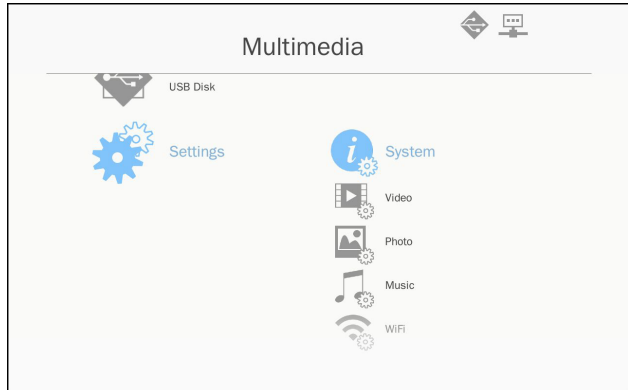 Multimedia
USB Disk
Settings
System
Video
Photo
Music
WiFi